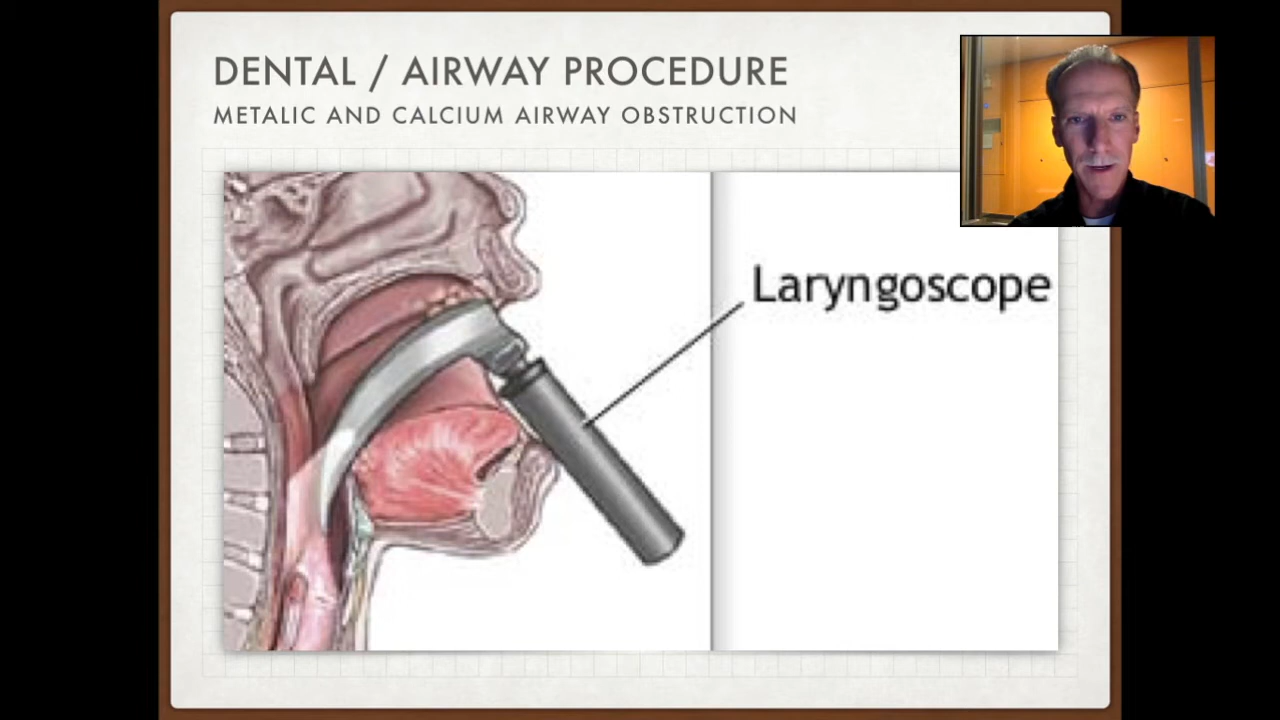 DENTAL / AIRWAY PROCEDURE
METALIC AND CALCIUM AIRWAY OBSTRUCTION
Laryngoscope